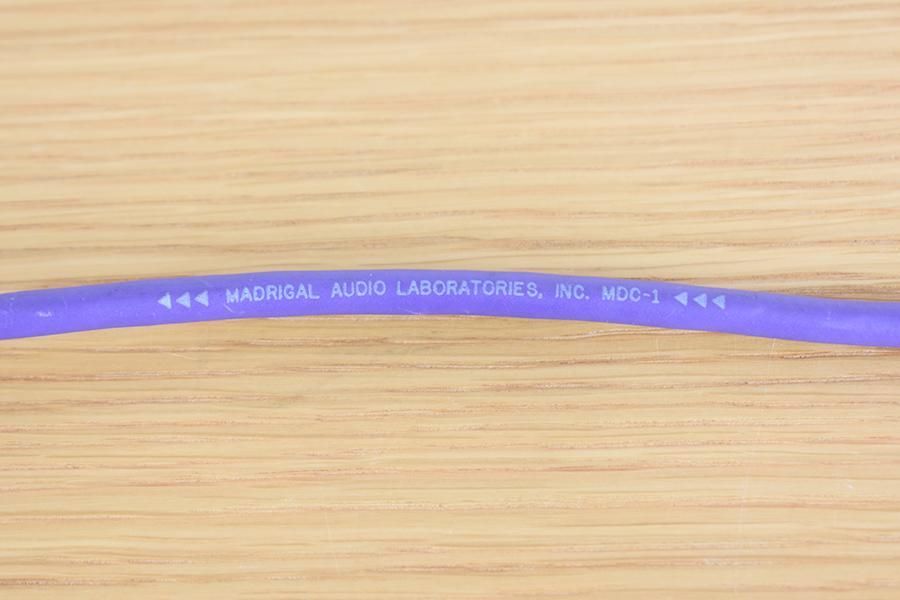 ◀◀◀ MADRIGAL AUDIO LABORATORIES, INC. MDC-1 ◀◀◀